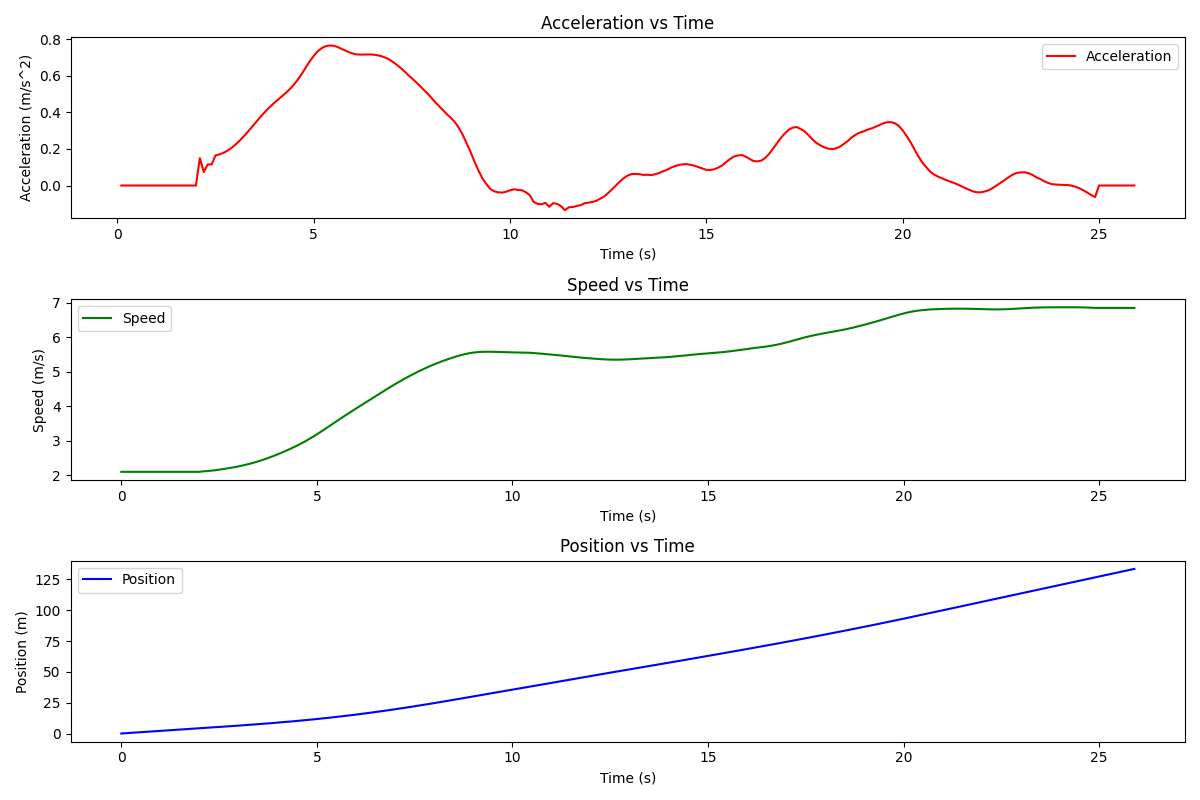 Acceleration vs Time
Acceleration (m/s^2)
0.8
0.6
0.4
0.2
0.0
Acceleration
0 5 10 15 20 25
Time (s)
Speed vs Time
Speed (m/s)
7
6
5
4
3
2
Speed
0 5 10 15 20 25
Time (s)
Position vs Time
Position (m)
125
100
75
50
25
0
Position
0 5 10 15 20 25
Time (s)